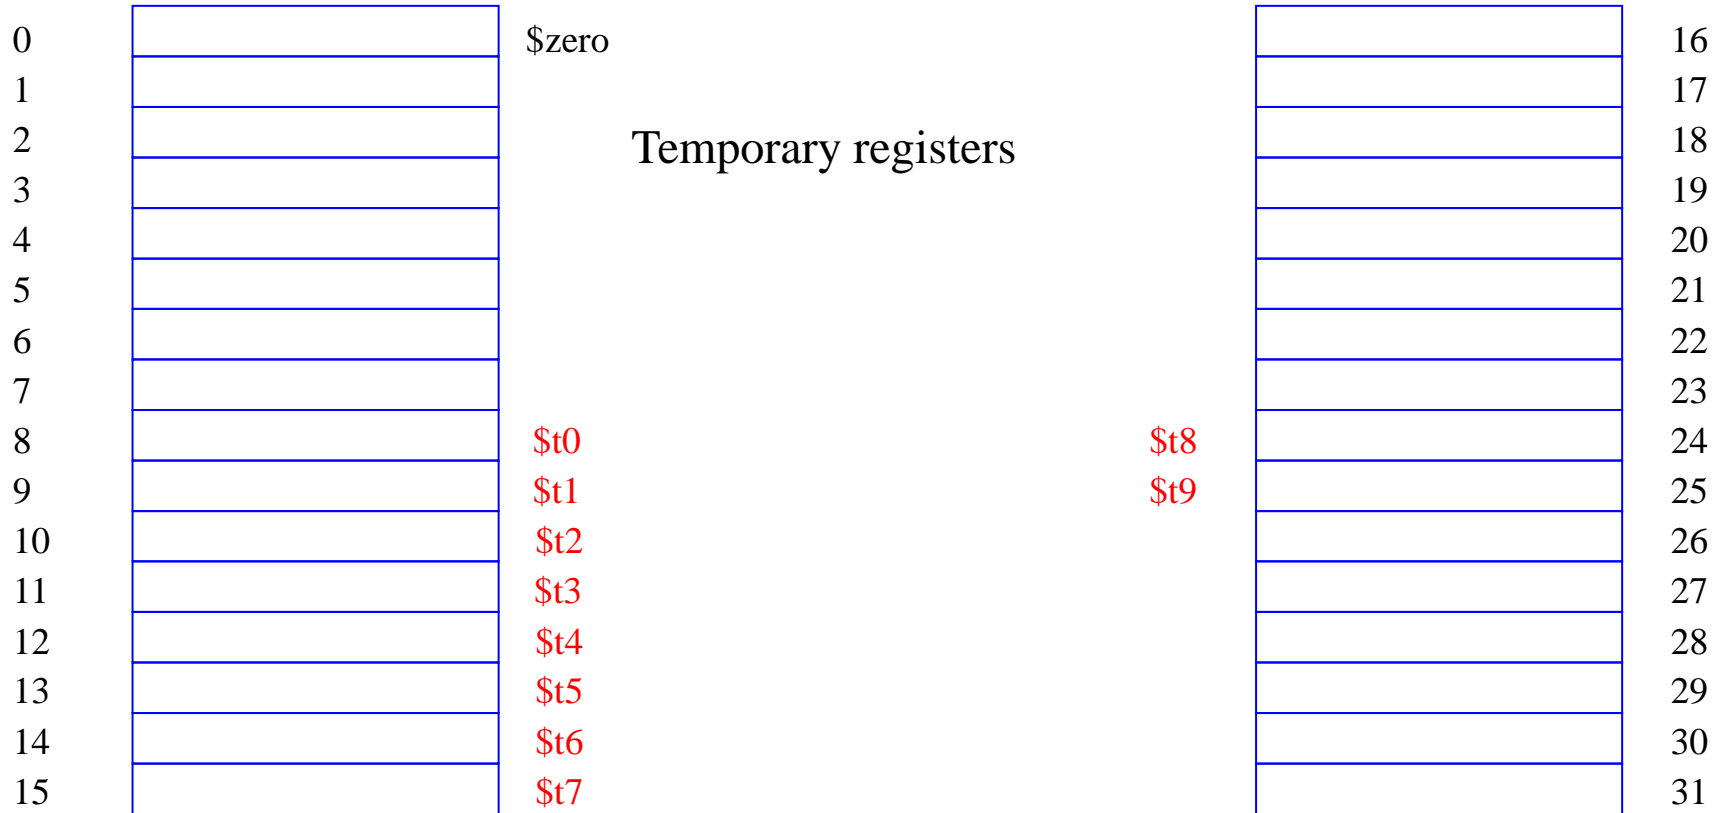 0 $zero 16
1 17
2 Temporary registers 18
3 19
4 20
5 21
6 22
7 23
8 $t0 $t8 24
9 $t1 $t9 25
10 $t2 26
11 $t3 27
12 $t4 28
13 $t5 29
14 $t6 30
15 $t7 31